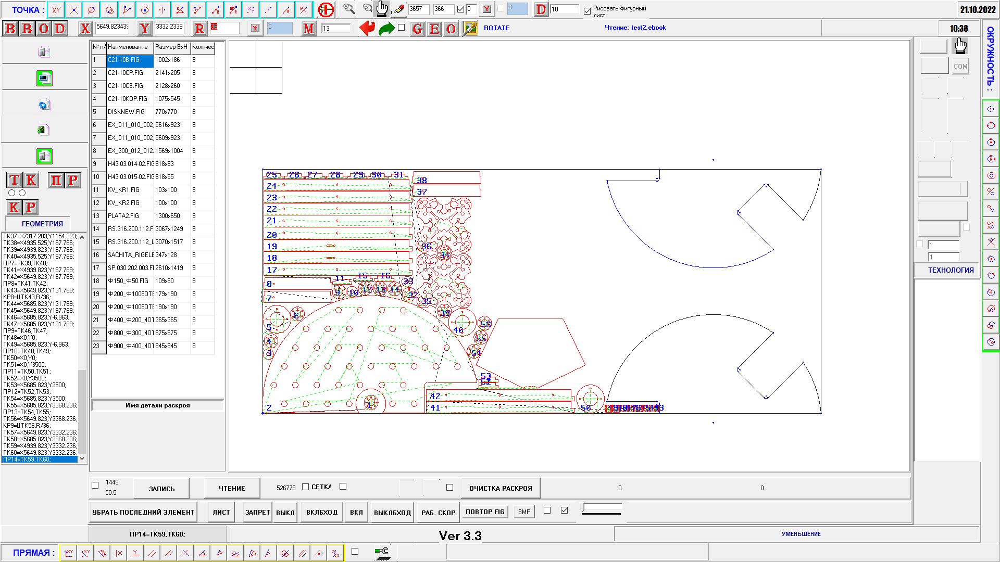 ТОЧКА :
3657
366
0
0
D
10
Рисовать фигурный
лист
21.10.2022
B B O D
X
5649.82343
Y
3332.2339
R
36
0
M
13
G E O
ROTATE
Чтение: test2.ebook
10:38
ОКРУЖНОСТЬ :
№ п/ Наименование Размер ВхН Количес
1 C21-10B.FIG 1002x186 8
2 C21-10CP.FIG 2141x205 8
3 C21-10CS.FIG 2128x260 8
4 C21-10KOP.FIG 1075x545 9
5 DISKNEW.FIG 770x770 8
6 EX_011_010_002_ 5616x923 9
7 EX_011_010_002_ 5609x923 9
8 EX_300_012_012. 1569x1004 9
9 H43.03.014-02.FIG 818x83 9
10 H43.03.015-02.FIG 818x55 9
11 KV_KR1.FIG 103x100 8
12 KV_KR2.FIG 100x100 9
13 PLATA2.FIG 1300x650 9
14 RS.316.200.112.F 3067x1249 9
15 RS.316.200.112_L 3070x1517 9
16 SACHITA_RIGELE 347x128 8
17 SP.030.202.003.FI 2610x1419 9
18 Ф150_Ф50.FIG 109x80 9
19 Ф200_Ф1006ОТВ 179x190 8
20 Ф200_Ф1008ОТВ 190x190 9
21 Ф400_Ф200_4ОТ 365x365 9
22 Ф800_Ф300_4ОТ 675x675 9
23 Ф900_Ф400_4ОТ 845x845 9
Имя детали раскроя
Т К
П Р
К Р
ГЕОМЕТРИЯ
ТК37=X7317.283,Y1154.323;
ТК38=X4935.525,Y167.766;
ТК39=X4939.823,Y167.769;
ТК40=X4935.525,Y167.766;
ПР7=ТК39,ТК40;
ТК41=X4939.823,Y167.769;
ТК42=X5649.823,Y167.769;
ПР8=ТК41,ТК42;
ТК43=X5649.823,Y131.769;
КР8=ЦТК43,R/36;
ТК44=X5685.823,Y131.769;
ТК45=X5649.823,Y167.769;
ТК46=X5685.823,Y-6.963;
ТК47=X5685.823,Y131.769;
ПР9=ТК46,ТК47;
ТК48=X0,Y0;
ТК49=X5685.823,Y-6.963;
ПР10=ТК48,ТК49;
ТК50=X0,Y0;
ТК51=X0,Y3500;
ПР11=ТК50,ТК51;
ТК52=X0,Y3500;
ТК53=X5685.823,Y3500;
ПР12=ТК52,ТК53;
ТК54=X5685.823,Y3500;
ТК55=X5685.823,Y3368.236;
ПР13=ТК54,ТК55;
ТК56=X5649.823,Y3368.236;
КР9=ЦТК56,R/36;
ТК57=X5649.823,Y3332.236;
ТК58=X5685.823,Y3368.236;
ТК59=X4939.823,Y3332.236;
ТК60=X5649.823,Y3332.236;
ПР14=ТК59,ТК60;
25 26 27 28 29 30 31
24
23
22
21
20
19
18
17
38
37
36
34
33
32
35
11 15 16
8
9 10 12 13 14
7
6
5
4
3
2
1
39
40
56
55
54
53
42
41
50
COM
1
1
ТЕХНОЛОГИЯ
1449
50.5
ЗАПИСЬ
ЧТЕНИЕ
526778
СЕТКА
ОЧИСТКА РАСКРОЯ
0
0
УБРАТЬ ПОСЛЕДНИЙ ЭЛЕМЕНТ
ЛИСТ
ЗАПРЕТ
ВЫКЛ
ВКЛБХОД
ВКЛ
ВЫКЛБХОД
РАБ. СКОР
ПОВТОР FIG
BMP
ПР14=ТК59,ТК60;
Ver 3.3
УМЕНЬШЕНИЕ
ПРЯМАЯ :